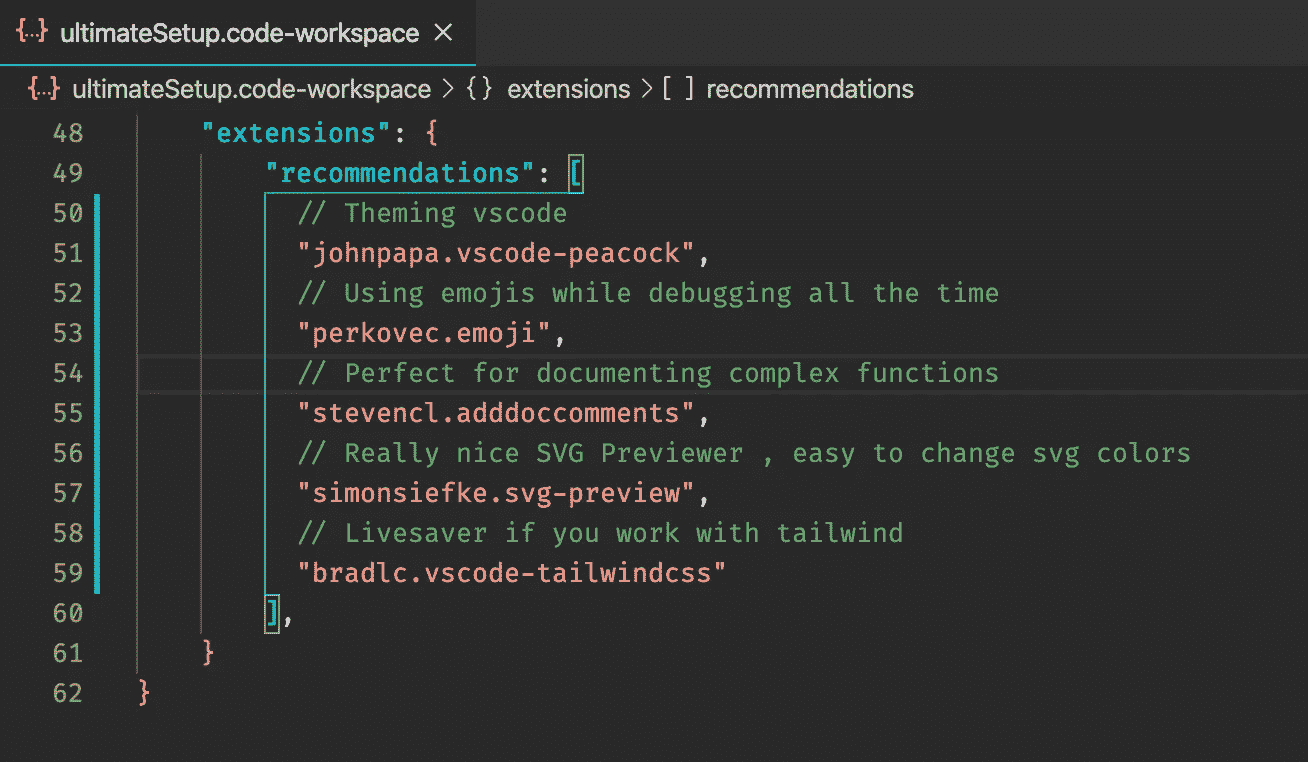 {..} ultimateSetup.code-workspace ×
{..} ultimateSetup.code-workspace > {} extensions > [ ] recommendations
48 "extensions": {
49 "recommendations": [
50 // Theming vscode
51 "johnpapa.vscode-peacock",
52 // Using emojis while debugging all the time
53 "perkovec.emoji",
54 // Perfect for documenting complex functions
55 "stevencl.adddoccomments",
56 // Really nice SVG Previewer , easy to change svg colors
57 "simonsiefke.svg-preview",
58 // Livesaver if you work with tailwind
59 "bradlc.vscode-tailwindcss"
60 ],
61 }
62 }